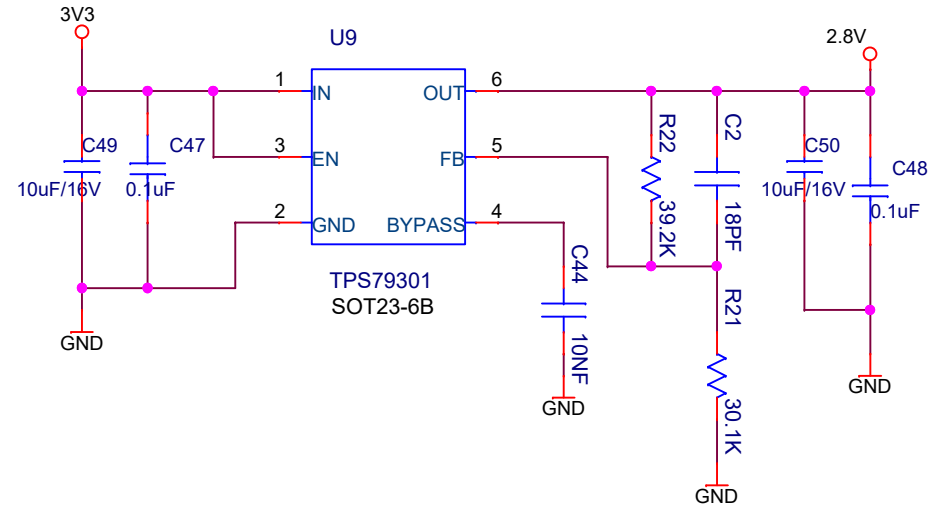 3V3
U9
2.8V
1
IN
OUT
6
3
EN
FB
5
2
GND
BYPASS
4
C49
10uF/16V
C47
0.1uF
R22
39.2K
C2
18PF
C50
10uF/16V
C48
0.1uF
TPS79301
SOT23-6B
C44
10NF
R21
30.1K
GND
GND
GND
GND